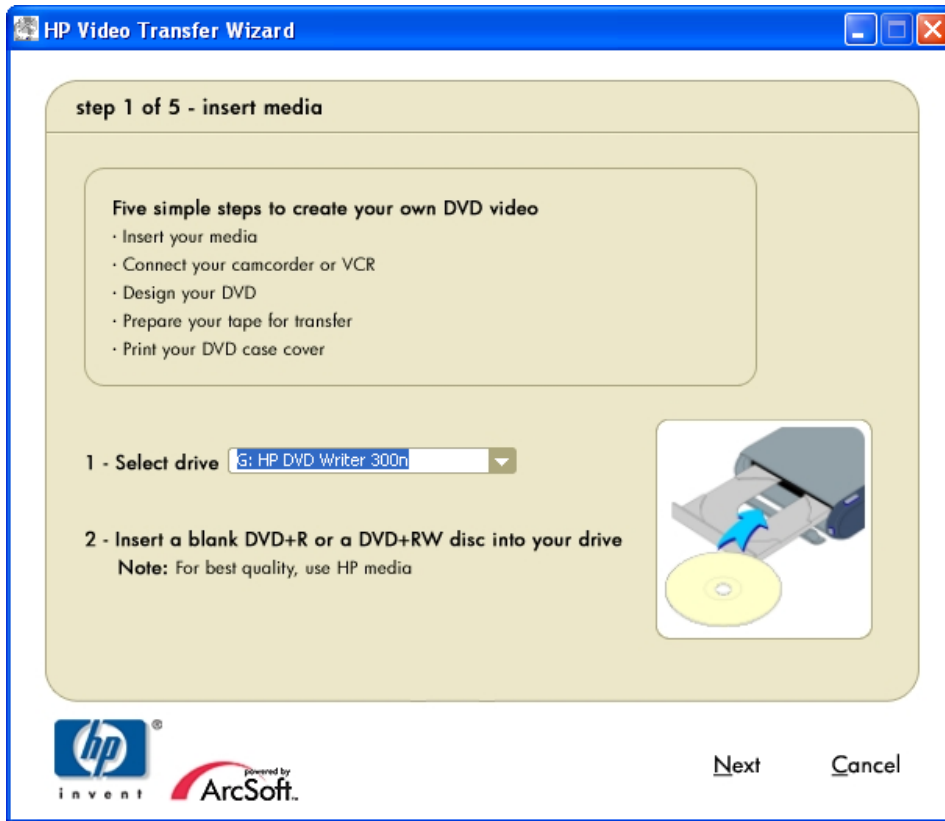 HP Video Transfer Wizard
step 1 of 5 - insert media
Five simple steps to create your own DVD video
· Insert your media
· Connect your camcorder or VCR
· Design your DVD
· Prepare your tape for transfer
· Print your DVD case cover
1 - Select drive G: HP DVD Writer 300n
2 - Insert a blank DVD+R or a DVD+RW disc into your drive
Note: For best quality, use HP media
hp ®
invent
powered by
ArcSoft™
Next Cancel